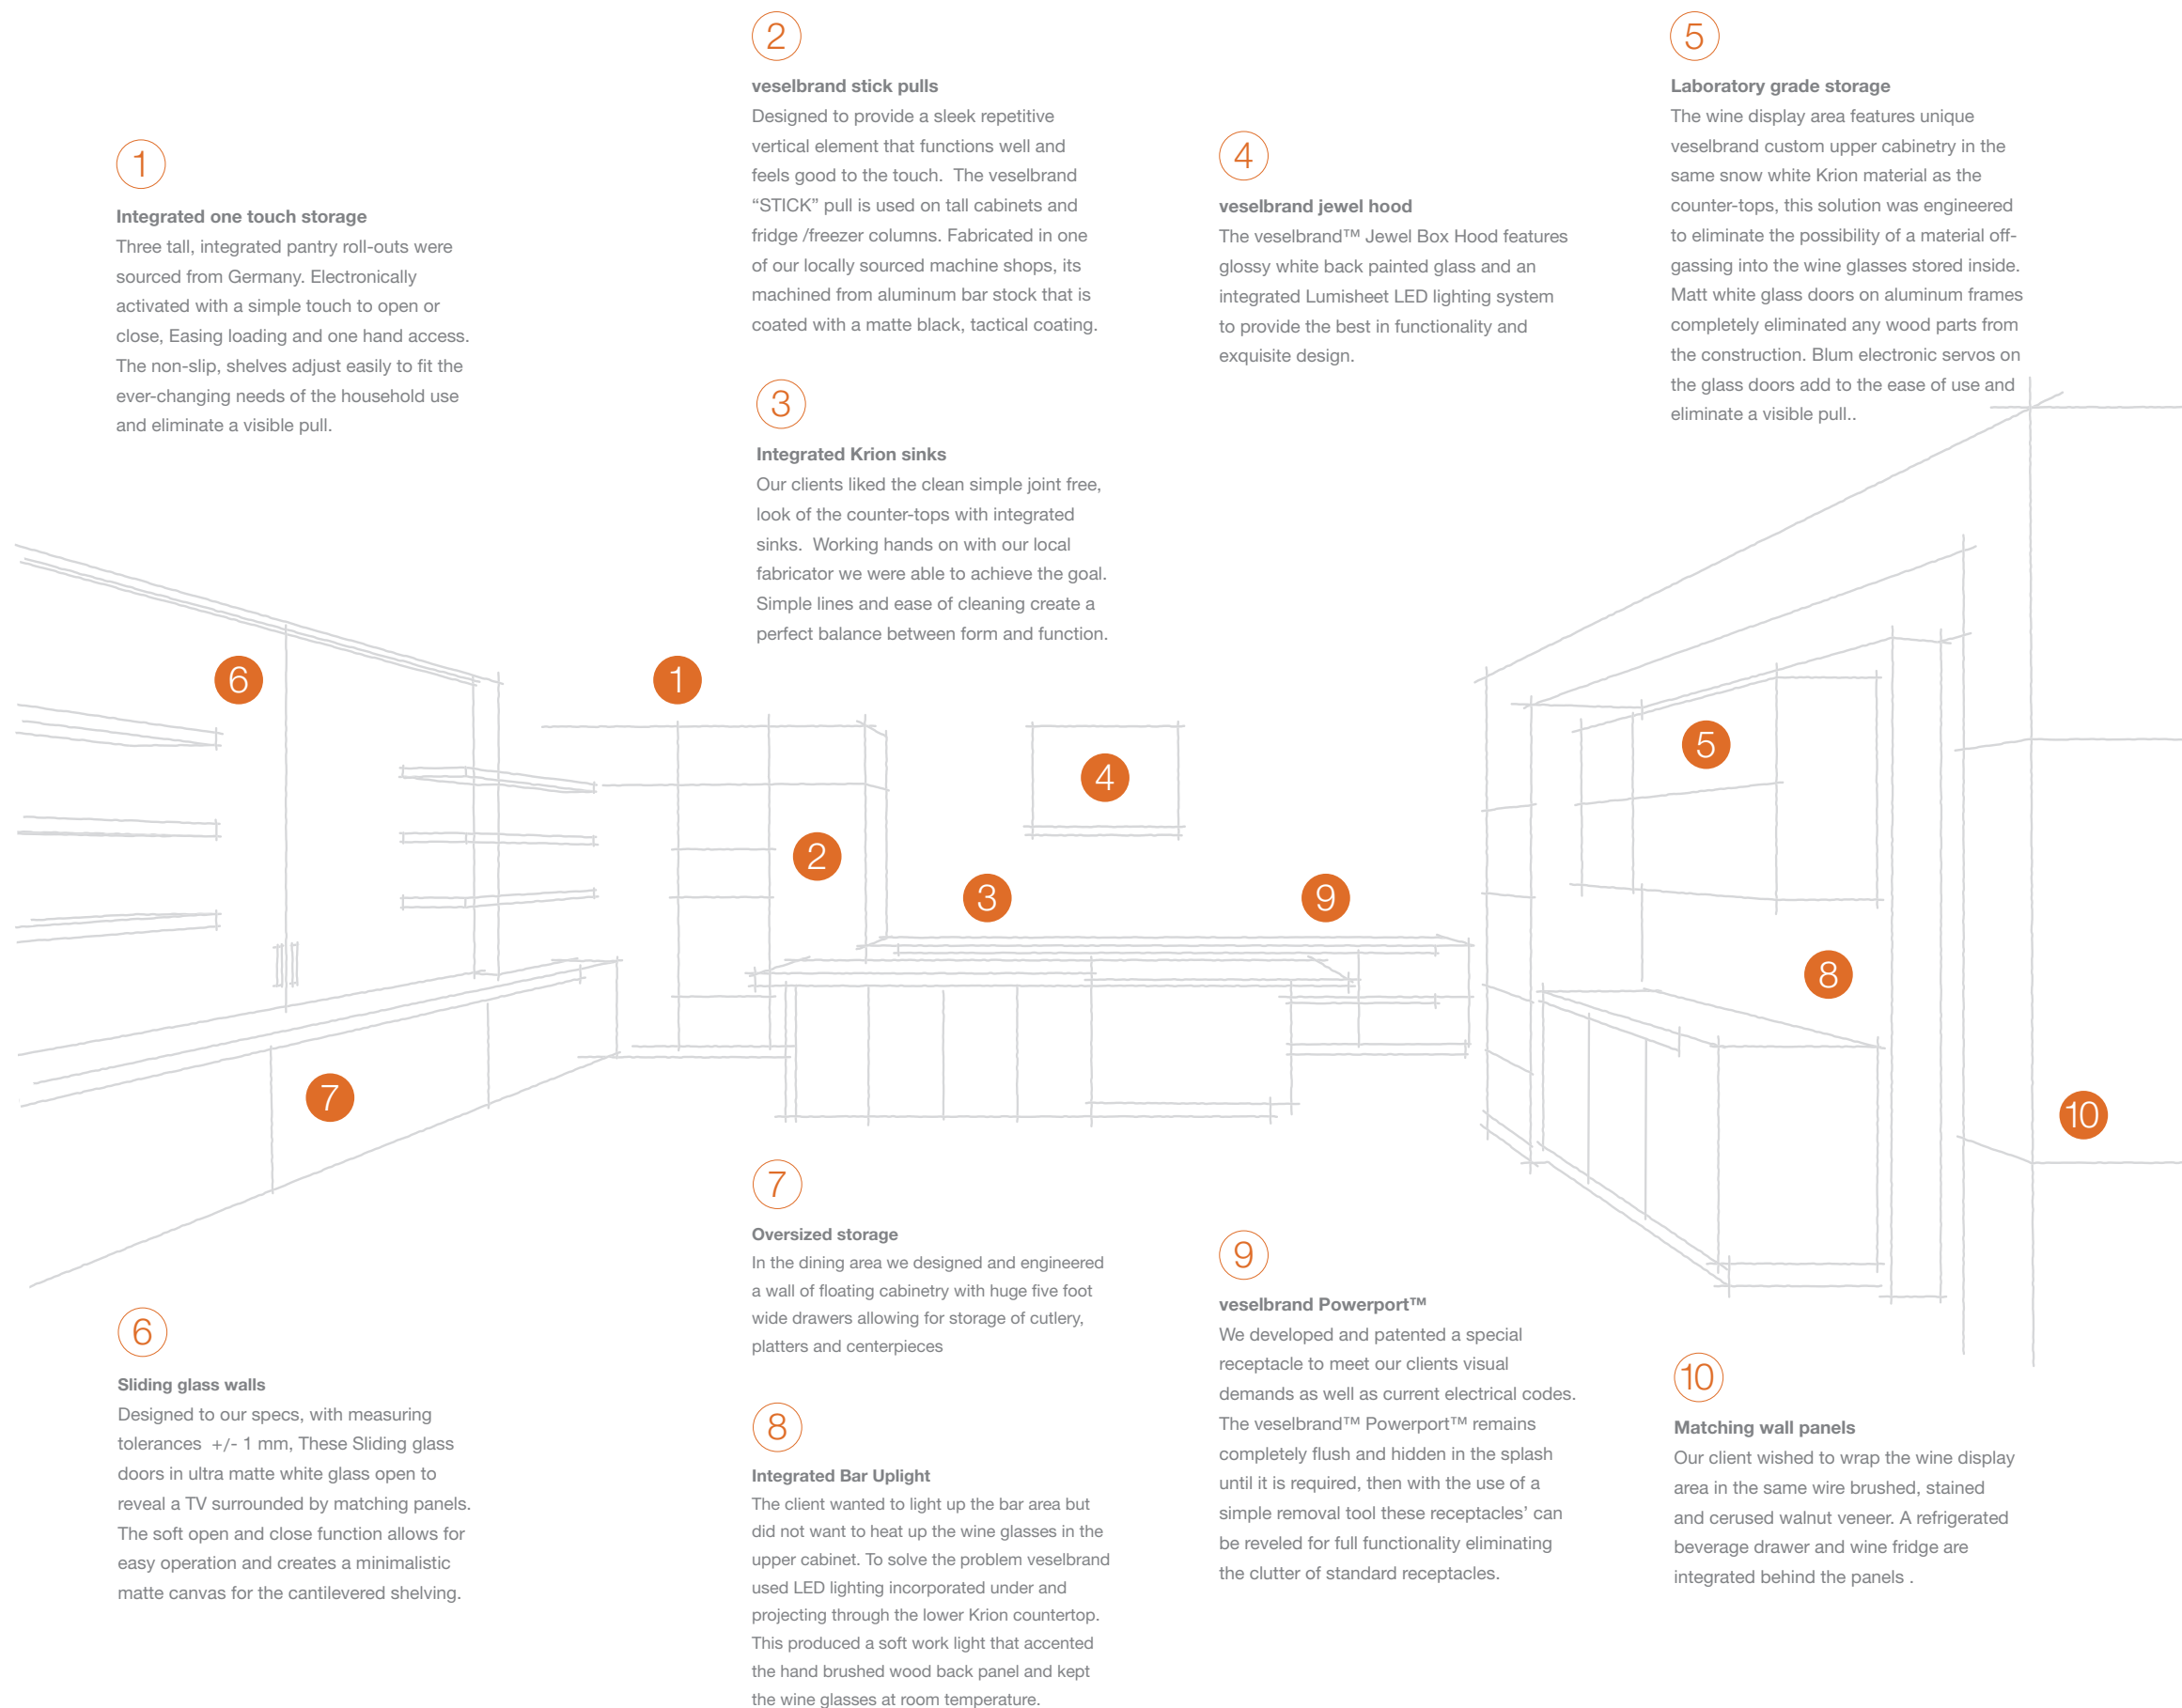 1
Integrated one touch storage
Three tall, integrated pantry roll-outs were
sourced from Germany. Electronically
activated with a simple touch to open or
close, Easing loading and one hand access.
The non-slip, shelves adjust easily to fit the
ever-changing needs of the household use
and eliminate a visible pull.
2
veselbrand stick pulls
Designed to provide a sleek repetitive
vertical element that functions well and
feels good to the touch.  The veselbrand
“STICK” pull is used on tall cabinets and
fridge /freezer columns. Fabricated in one
of our locally sourced machine shops, its
machined from aluminum bar stock that is
coated with a matte black, tactical coating.
3
Integrated Krion sinks
Our clients liked the clean simple joint free,
look of the counter-tops with integrated
sinks.  Working hands on with our local
fabricator we were able to achieve the goal.
Simple lines and ease of cleaning create a
perfect balance between form and function.
4
veselbrand jewel hood
The veselbrand™ Jewel Box Hood features
glossy white back painted glass and an
integrated Lumisheet LED lighting system
to provide the best in functionality and
exquisite design.
5
Laboratory grade storage
The wine display area features unique
veselbrand custom upper cabinetry in the
same snow white Krion material as the
counter-tops, this solution was engineered
to eliminate the possibility of a material off-
gassing into the wine glasses stored inside.
Matt white glass doors on aluminum frames
completely eliminated any wood parts from
the construction. Blum electronic servos on
the glass doors add to the ease of use and
eliminate a visible pull..
6
1
5
4
2
3
9
8
7
10
6
Sliding glass walls
Designed to our specs, with measuring
tolerances  +/- 1 mm, These Sliding glass
doors in ultra matte white glass open to
reveal a TV surrounded by matching panels.
The soft open and close function allows for
easy operation and creates a minimalistic
matte canvas for the cantilevered shelving.
7
Oversized storage
In the dining area we designed and engineered
a wall of floating cabinetry with huge five foot
wide drawers allowing for storage of cutlery,
platters and centerpieces
8
Integrated Bar Uplight
The client wanted to light up the bar area but
did not want to heat up the wine glasses in the
upper cabinet. To solve the problem veselbrand
used LED lighting incorporated under and
projecting through the lower Krion countertop.
This produced a soft work light that accented
the hand brushed wood back panel and kept
the wine glasses at room temperature.
9
veselbrand Powerport™
We developed and patented a special
receptacle to meet our clients visual
demands as well as current electrical codes.
The veselbrand™ Powerport™ remains
completely flush and hidden in the splash
until it is required, then with the use of a
simple removal tool these receptacles’ can
be reveled for full functionality eliminating
the clutter of standard receptacles.
10
Matching wall panels
Our client wished to wrap the wine display
area in the same wire brushed, stained
and cerused walnut veneer. A refrigerated
beverage drawer and wine fridge are
integrated behind the panels .